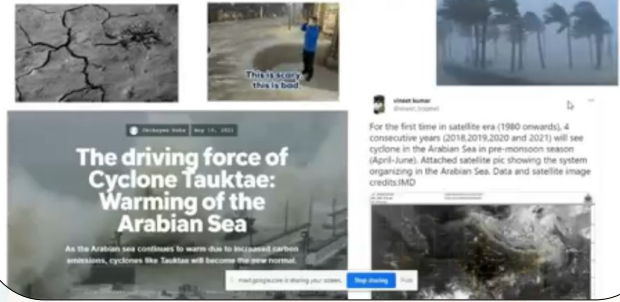 This is scary
this is bad
May 14, 2021
The driving force of
Cyclone Tauktae:
Warming of the
Arabian Sea
As the Arabian sea continues to warm due to increased carbon
emissions, cyclones like Tauktae will become the new normal.
vineet kumar
For the first time in satellite era (1980 onwards), 4
consecutive years (2018,2019,2020 and 2021) will see
cyclone in the Arabian Sea in pre-monsoon season
(April-June). Attached satellite pic showing the system
organizing in the Arabian Sea. Data and satellite image
credits:IMD
meet.google.com is sharing your screen.
Stop sharing
Hide